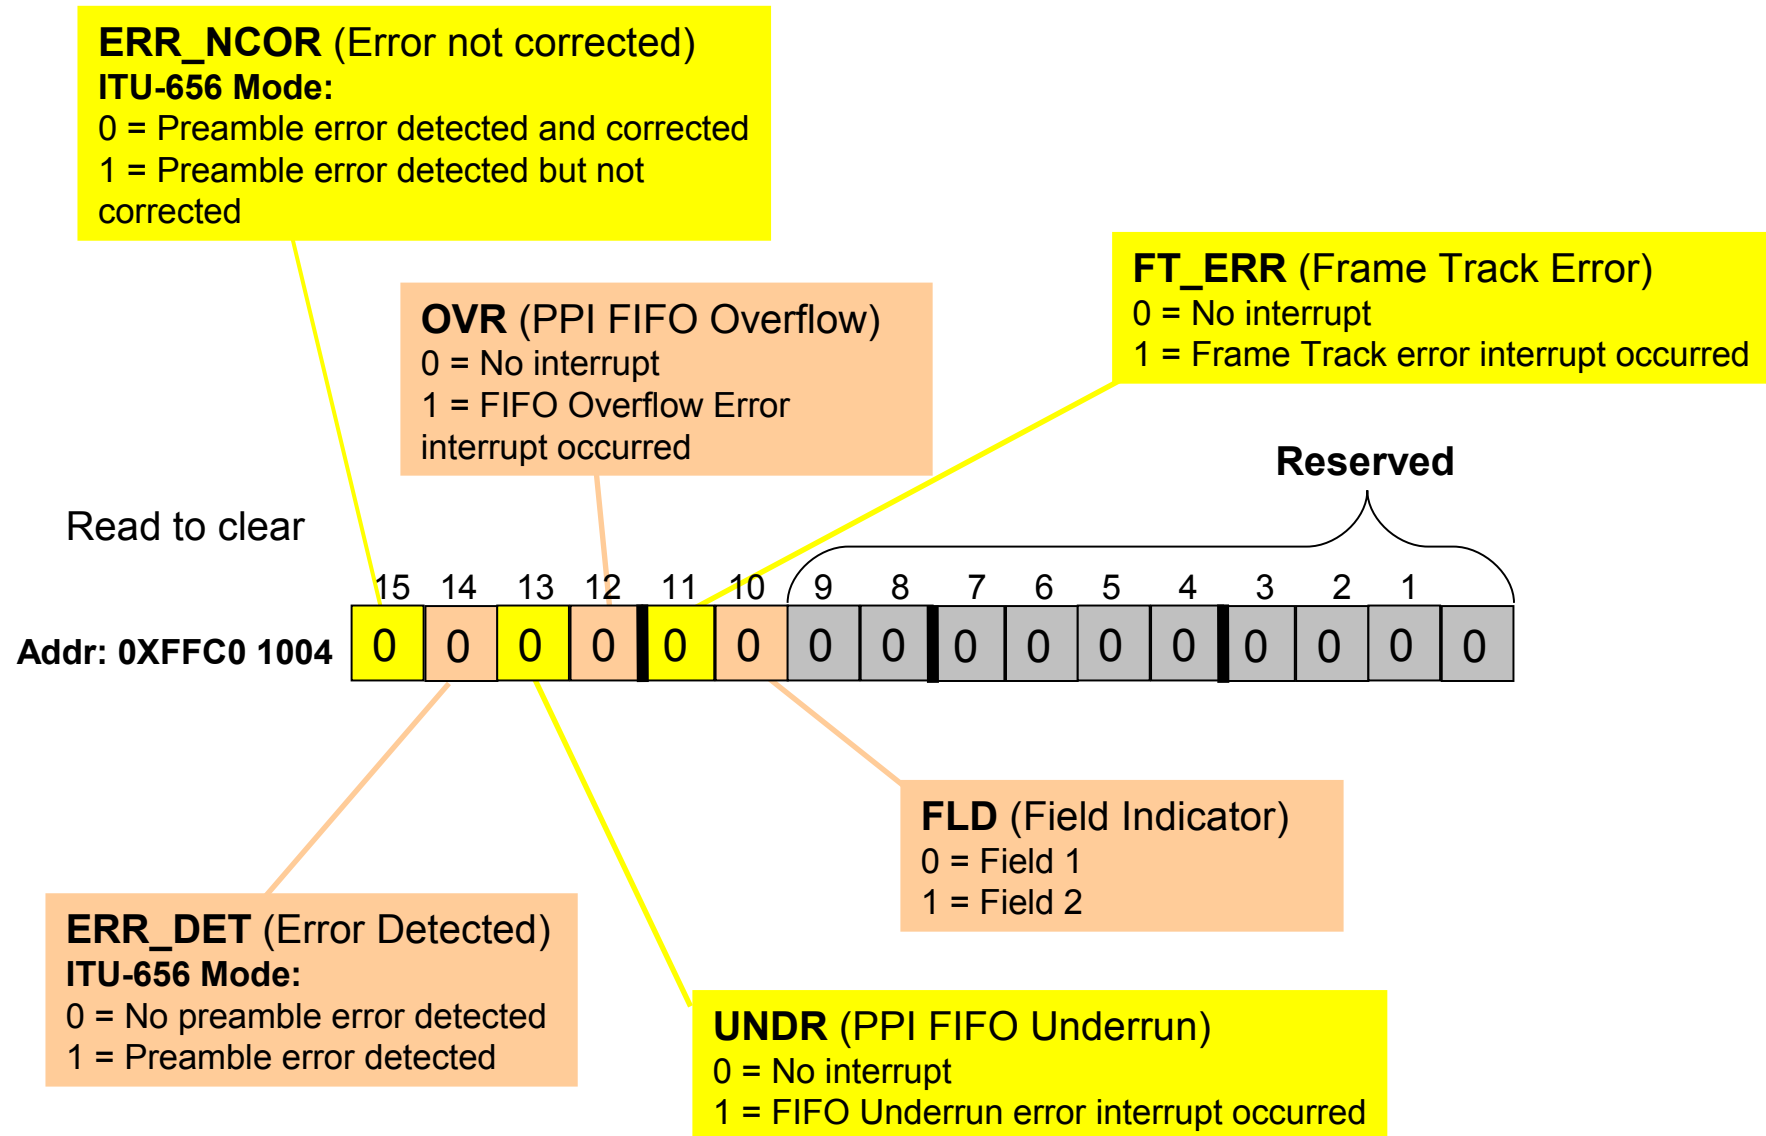 ERR_NCOR (Error not corrected)
ITU-656 Mode:
0 = Preamble error detected and corrected
1 = Preamble error detected but not
corrected
FT_ERR (Frame Track Error)
0 = No interrupt
1 = Frame Track error interrupt occurred
OVR (PPI FIFO Overflow)
0 = No interrupt
1 = FIFO Overflow Error
interrupt occurred
Reserved
Read to clear
15 14 13 12 11 10 9 8 7 6 5 4 3 2 1
Addr: 0XFFC0 1004 0 0 0 0 0 0 0 0 0 0 0 0 0 0 0 0
FLD (Field Indicator)
0 = Field 1
1 = Field 2
ERR_DET (Error Detected)
ITU-656 Mode:
0 = No preamble error detected
1 = Preamble error detected
UNDR (PPI FIFO Underrun)
0 = No interrupt
1 = FIFO Underrun error interrupt occurred